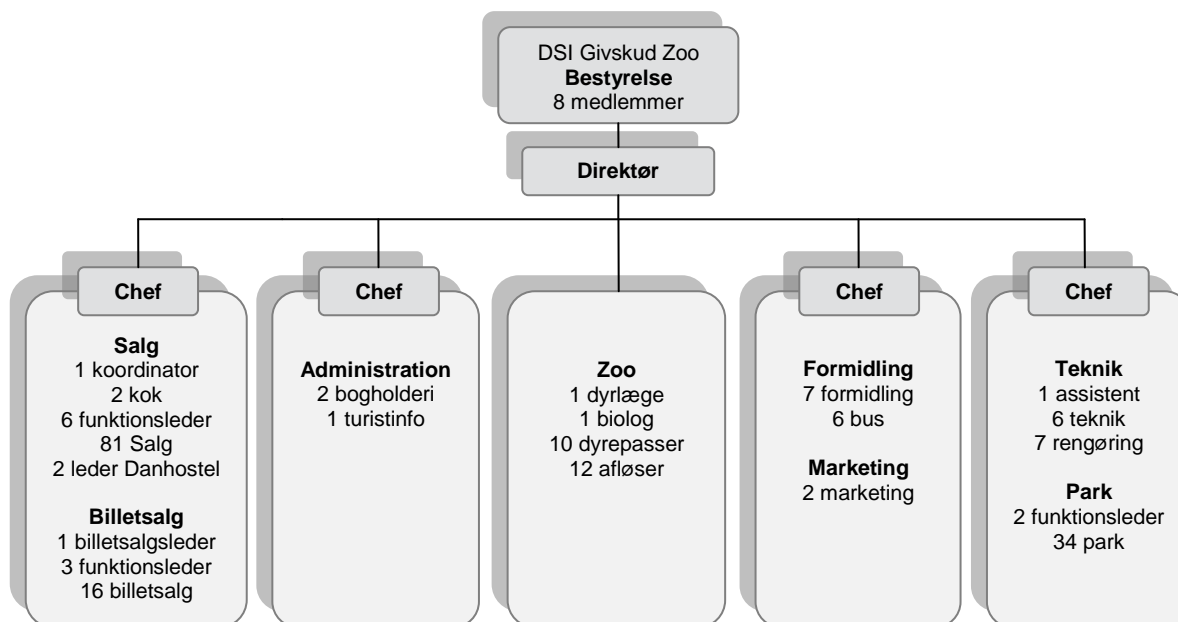 DSI Givskud Zoo
Bestyrelse
8 medlemmer
Direktør
Chef
Salg
1 koordinator
2 kok
6 funktionsleder
81 Salg
2 leder Danhostel
Billetsalg
1 billetsalgsleder
3 funktionsleder
16 billetsalg
Chef
Administration
2 bogholderi
1 turistinfo
Zoo
1 dyrlæge
1 biolog
10 dyrepasser
12 afløser
Chef
Formidling
7 formidling
6 bus
Marketing
2 marketing
Chef
Teknik
1 assistent
6 teknik
7 rengøring
Park
2 funktionsleder
34 park